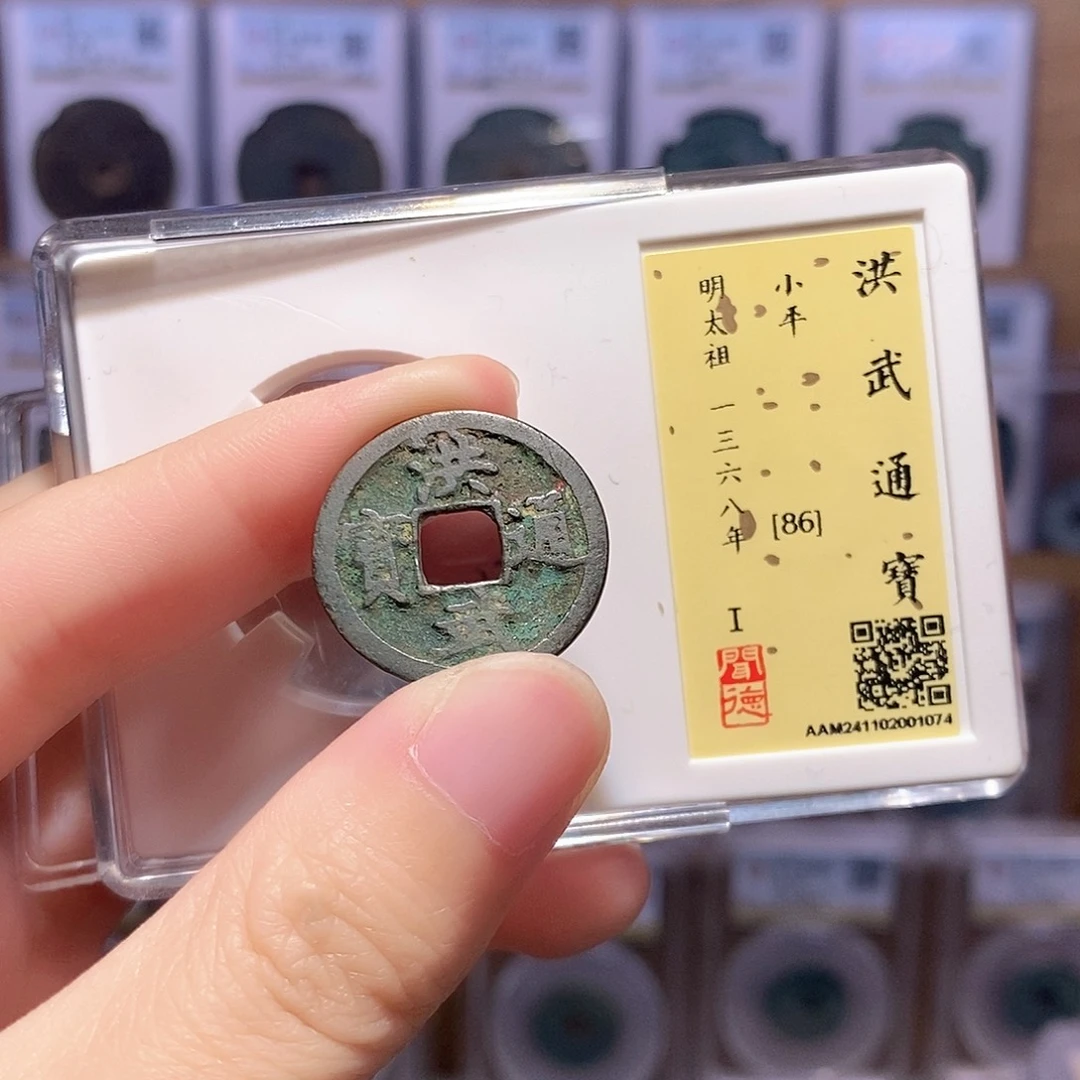 洪武通寶
小平
[86]
明太祖 一三六八年 I
聞德
AAM241102001074
洪武通寶